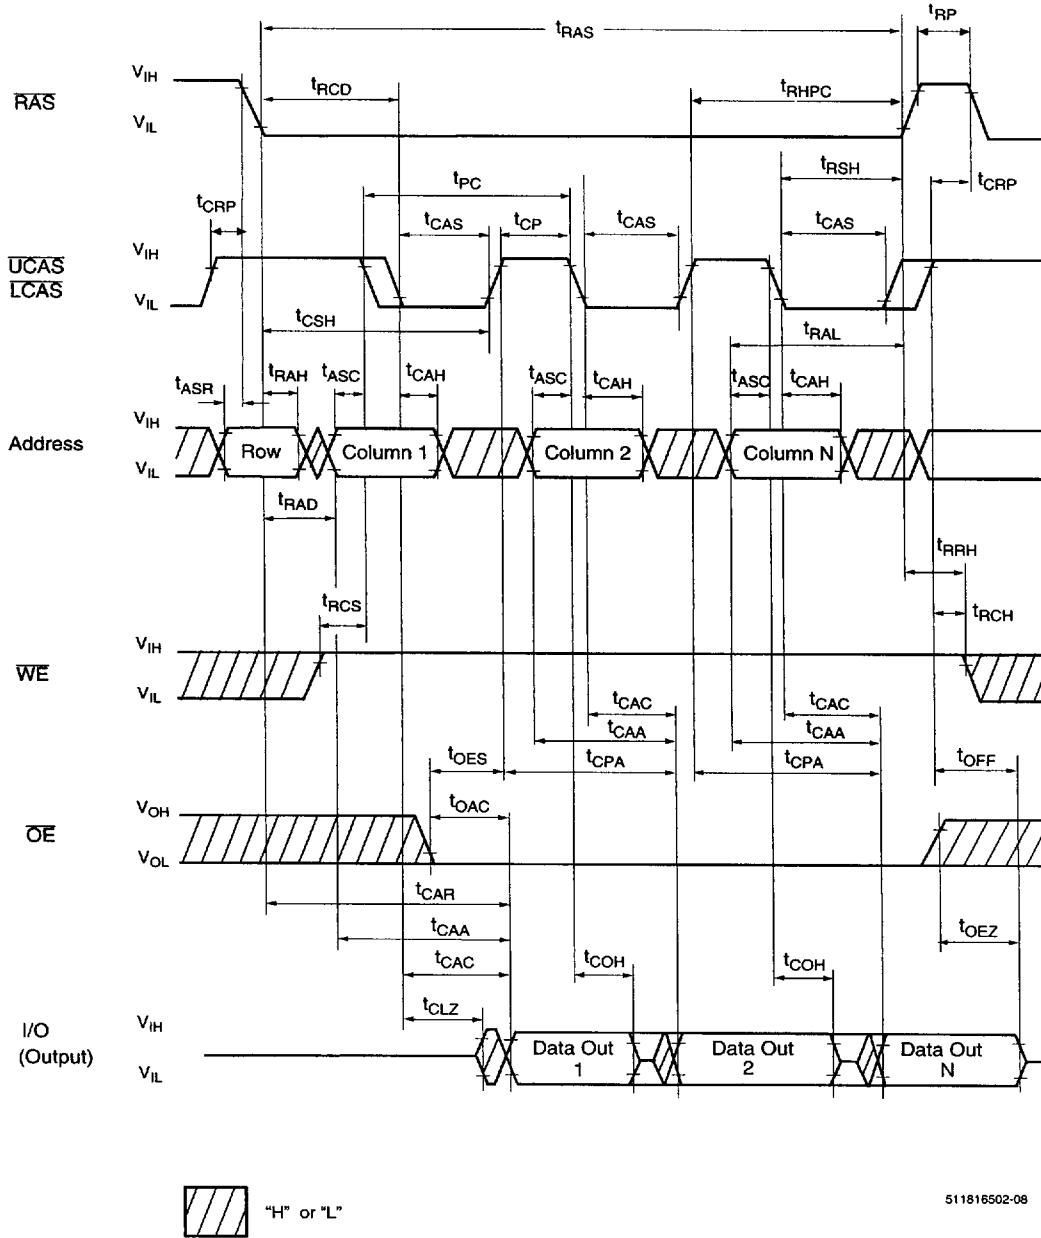 tRP
tRAS
VIH
RAS
VIL
tRCD
tRHPC
tRSH
tCRP
tPC
tCRP
tCAS
tCP
tCAS
tCAS
VIH
UCAS
LCAS
VIL
tCSH
tRAL
tASR
tRAH
tASC
tCAH
tASC
tCAH
tASC
tCAH
VIH
Address
Row
Column 1
Column 2
Column N
VIL
tRAD
tRRH
tRCS
tRCH
VIH
WE
VIL
tCAC
tCAC
tCAA
tCAA
tOES
tCPA
tCPA
tOFF
VOH
tOAC
OE
VOL
tCAR
tCAA
tOEZ
tCAC
tCOH
tCOH
tCLZ
VIH
I/O
(Output)
VIL
Data Out
1
Data Out
2
Data Out
N
"H" or "L"
511816502-08